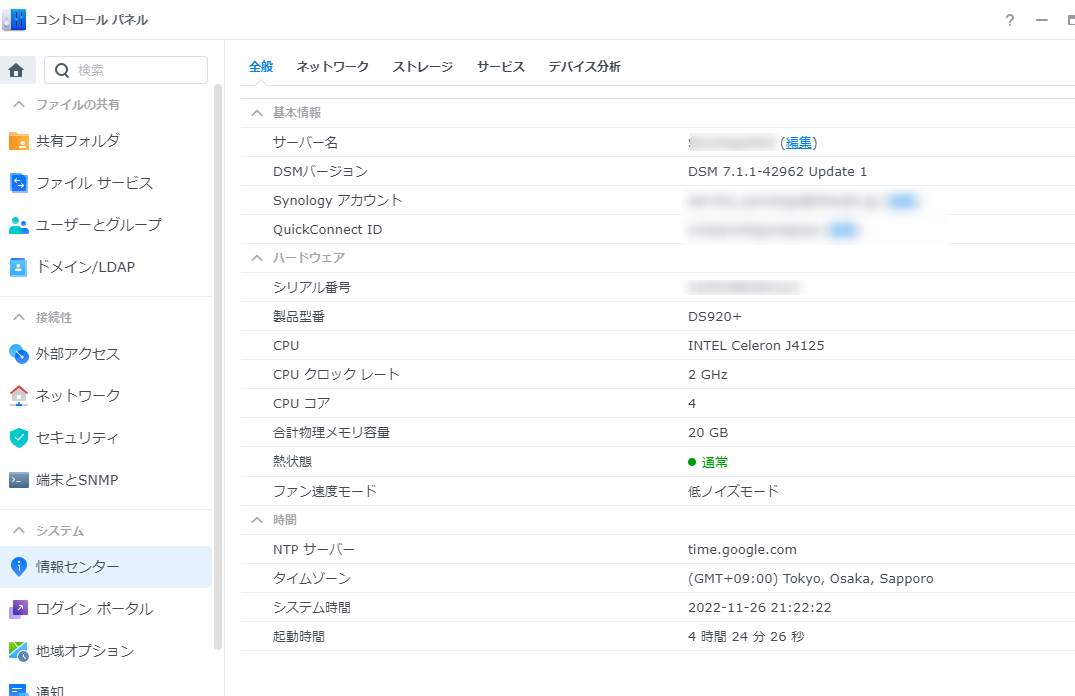 コントロール パネル
?
検索
ファイルの共有
共有フォルダ
ファイル サービス
ユーザーとグループ
ドメイン/LDAP
接続性
外部アクセス
ネットワーク
セキュリティ
端末とSNMP
システム
情報センター
ログイン ポータル
地域オプション
通知
全般 ネットワーク ストレージ サービス デバイス分析
基本情報
サーバー名 (編集)
DSMバージョン DSM 7.1.1-42962 Update 1
Synology アカウント
QuickConnect ID
ハードウェア
シリアル番号
製品型番 DS920+
CPU INTEL Celeron J4125
CPU クロック レート 2 GHz
CPU コア 4
合計物理メモリ容量 20 GB
熱状態 通常
ファン速度モード 低ノイズモード
時間
NTP サーバー time.google.com
タイムゾーン (GMT+09:00) Tokyo, Osaka, Sapporo
システム時間 2022-11-26 21:22:22
起動時間 4 時間 24 分 26 秒